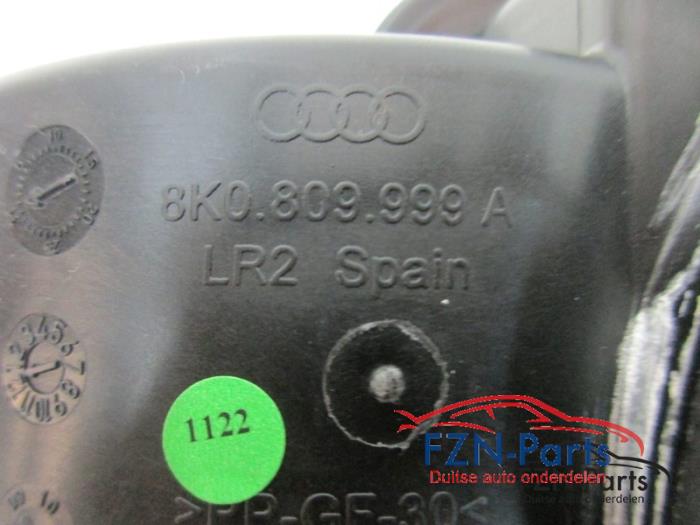 8K0.809.999 A
LR2 Spain
1122
FZN-Parts
Duitse auto onderdelen
>PP-GF-30<